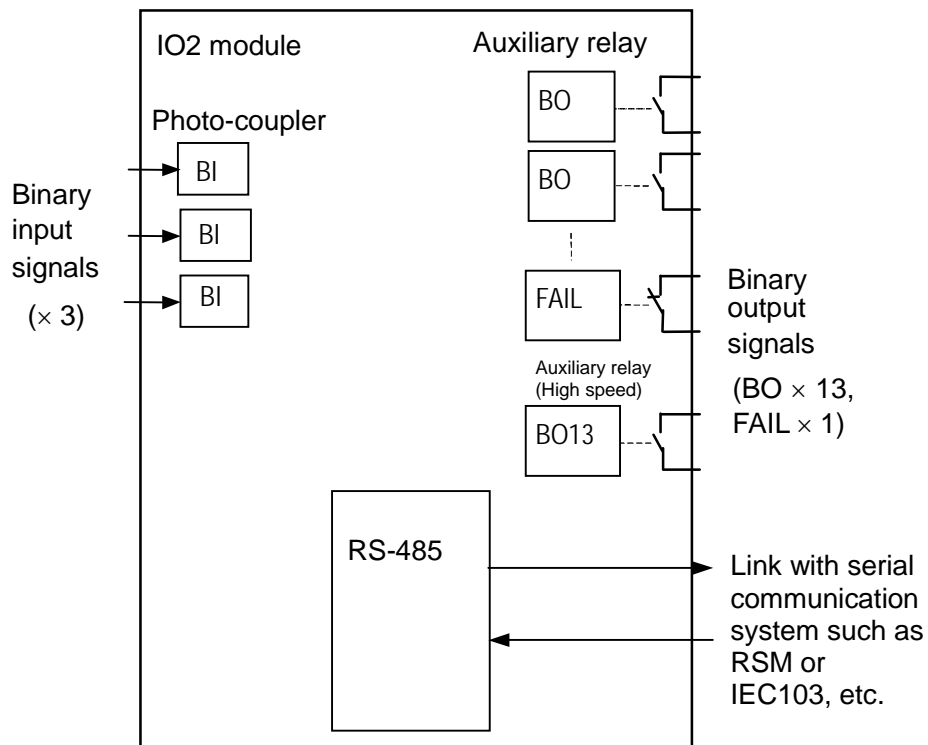 IO2 module
Auxiliary relay
BO
Photo-coupler
BI
BO
Binary
input
signals
(× 3)
BI
BI
FAIL
Binary
output
signals
(BO × 13,
FAIL × 1)
Auxiliary relay
(High speed)
BO13
RS-485
Link with serial
communication
system such as
RSM or
IEC103, etc.